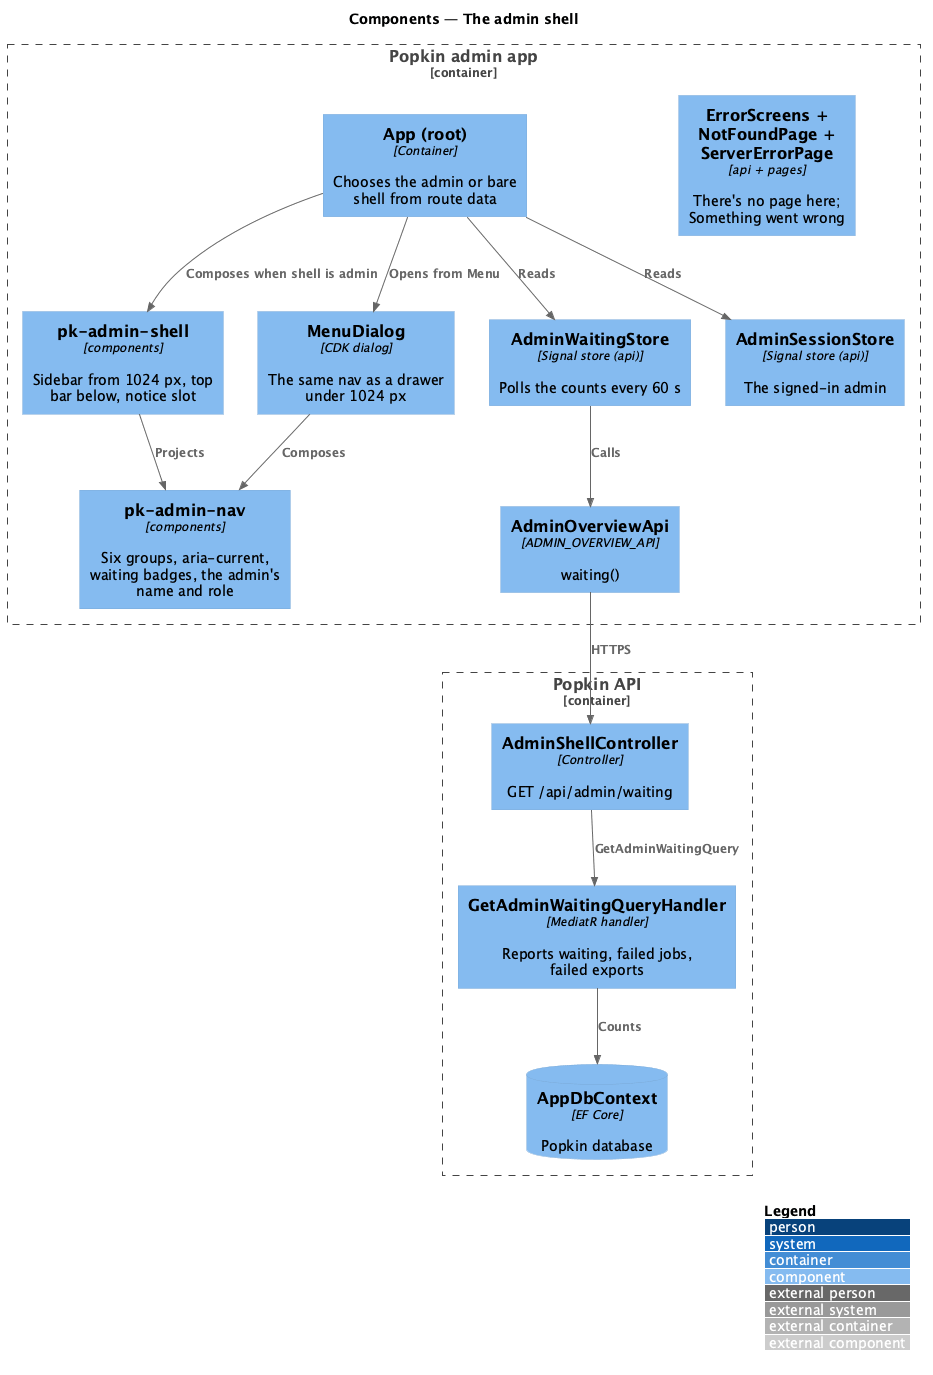 Components — The admin shell
Popkin admin app
[container]
App (root)
[Container]
Chooses the admin or bare
shell from route data
ErrorScreens +
NotFoundPage +
ServerErrorPage
[api + pages]
There's no page here;
Something went wrong
Composes when shell is admin
Opens from Menu
Reads
Reads
pk-admin-shell
[components]
Sidebar from 1024 px, top
bar below, notice slot
MenuDialog
[CDK dialog]
The same nav as a drawer
under 1024 px
AdminWaitingStore
[Signal store (api)]
Polls the counts every 60 s
AdminSessionStore
[Signal store (api)]
The signed-in admin
Projects
Composes
Calls
pk-admin-nav
[components]
Six groups, aria-current,
waiting badges, the admin's
name and role
AdminOverviewApi
[ADMIN_OVERVIEW_API]
waiting()
HTTPS
Popkin API
[container]
AdminShellController
[Controller]
GET /api/admin/waiting
GetAdminWaitingQuery
GetAdminWaitingQueryHandler
[MediatR handler]
Reports waiting, failed jobs,
failed exports
Counts
AppDbContext
[EF Core]
Popkin database
Legend
person
system
container
component
external person
external system
external container
external component